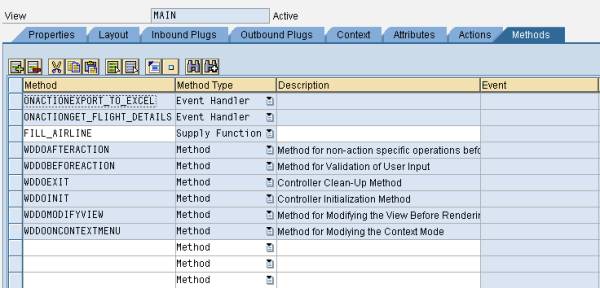 View MAIN Active
Properties Layout Inbound Plugs Outbound Plugs Context Attributes Actions Methods
Method Method Type Description Event
ONACTIONEXPORT_TO_EXCEL Event Handler
ONACTIONGET_FLIGHT_DETAILS Event Handler
FILL_AIRLINE Supply Function
WDDOAFTERACTION Method Method for non-action specific operations befo
WDDOBEFOREACTION Method Method for Validation of User Input
WDDOEXIT Method Controller Clean-Up Method
WDDOINIT Method Controller Initialization Method
WDDOMODIFYVIEW Method Method for Modifying the View Before Renderin
WDDOONCONTEXTMENU Method Method for Modiying the Context Mode
Method
Method
Method